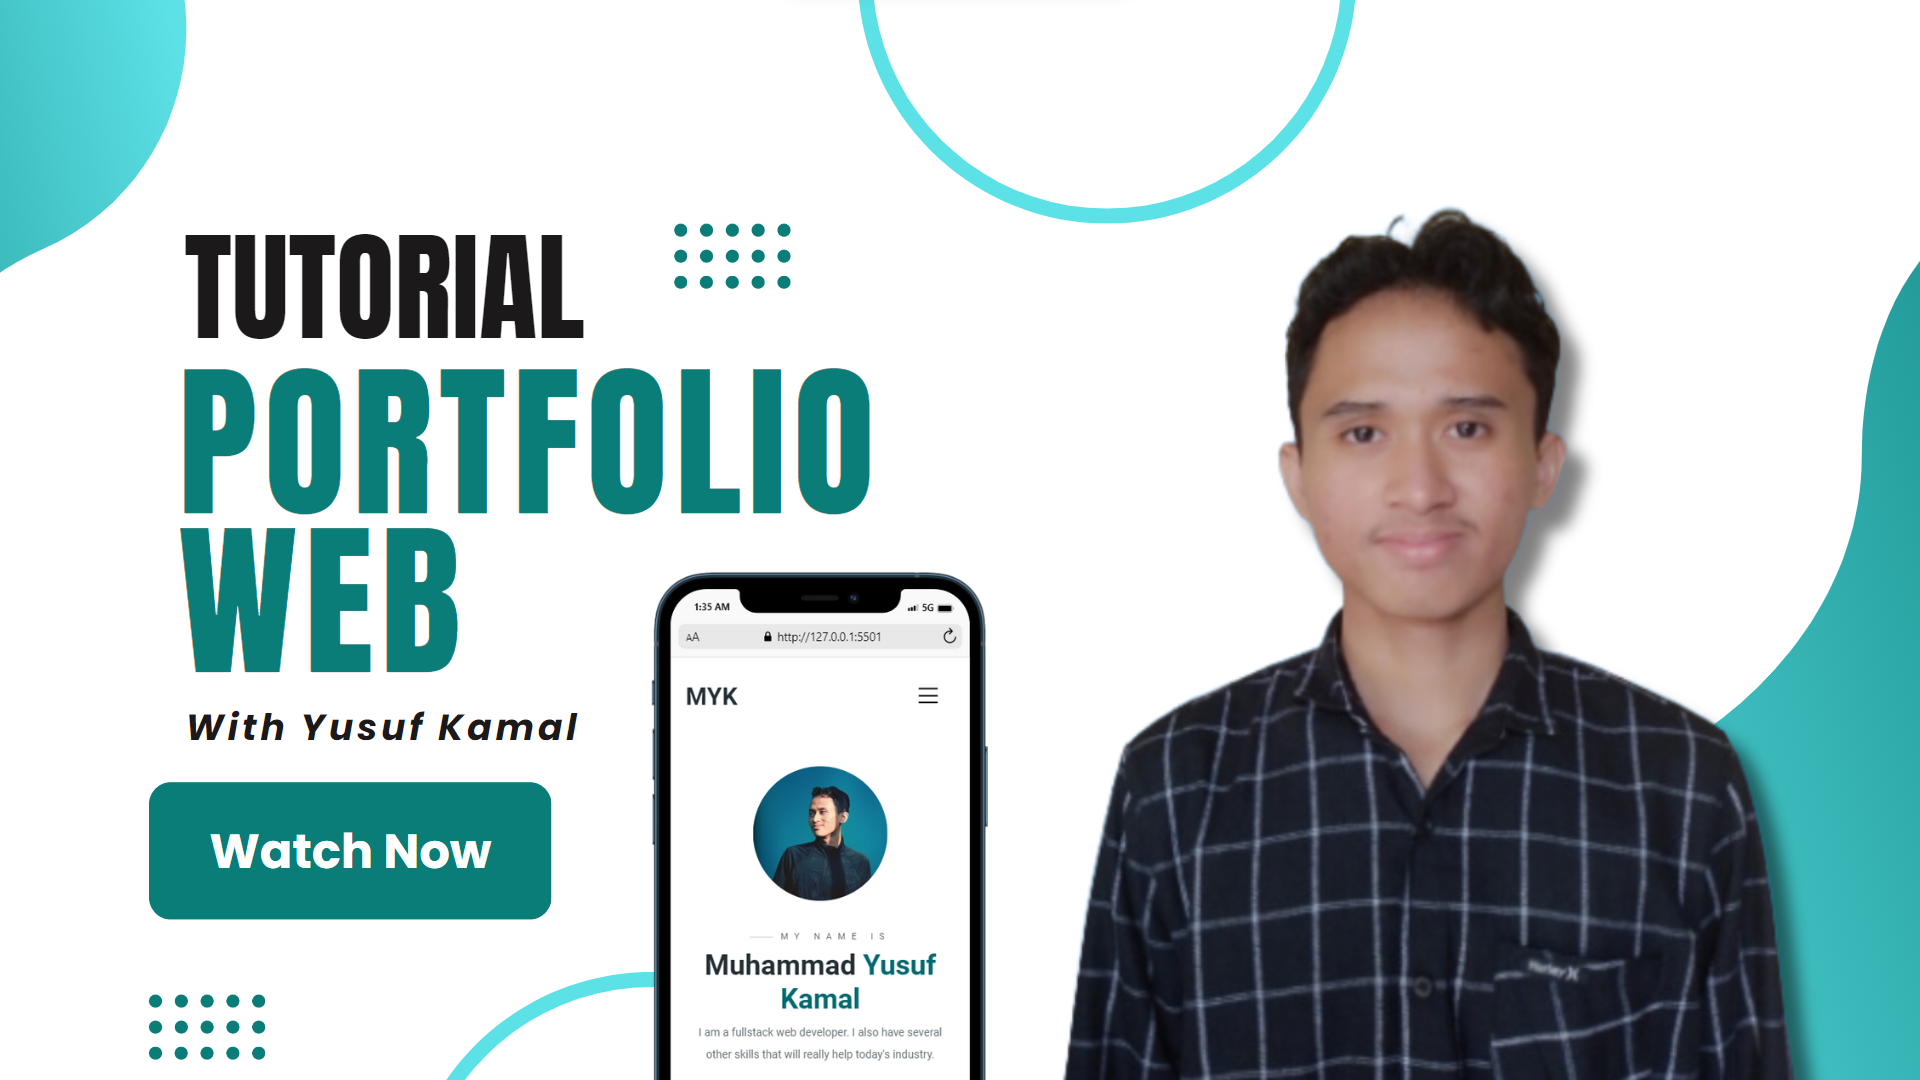 TUTORIAL
PORTFOLIO
WEB
With Yusuf Kamal
Watch Now
1:35 AM
5G
AA
http://127.0.0.1:5501
MYK
MY NAME IS
Muhammad Yusuf
Kamal
I am a fullstack web developer. I also have several
other skills that will really help today's industry.
Hurley